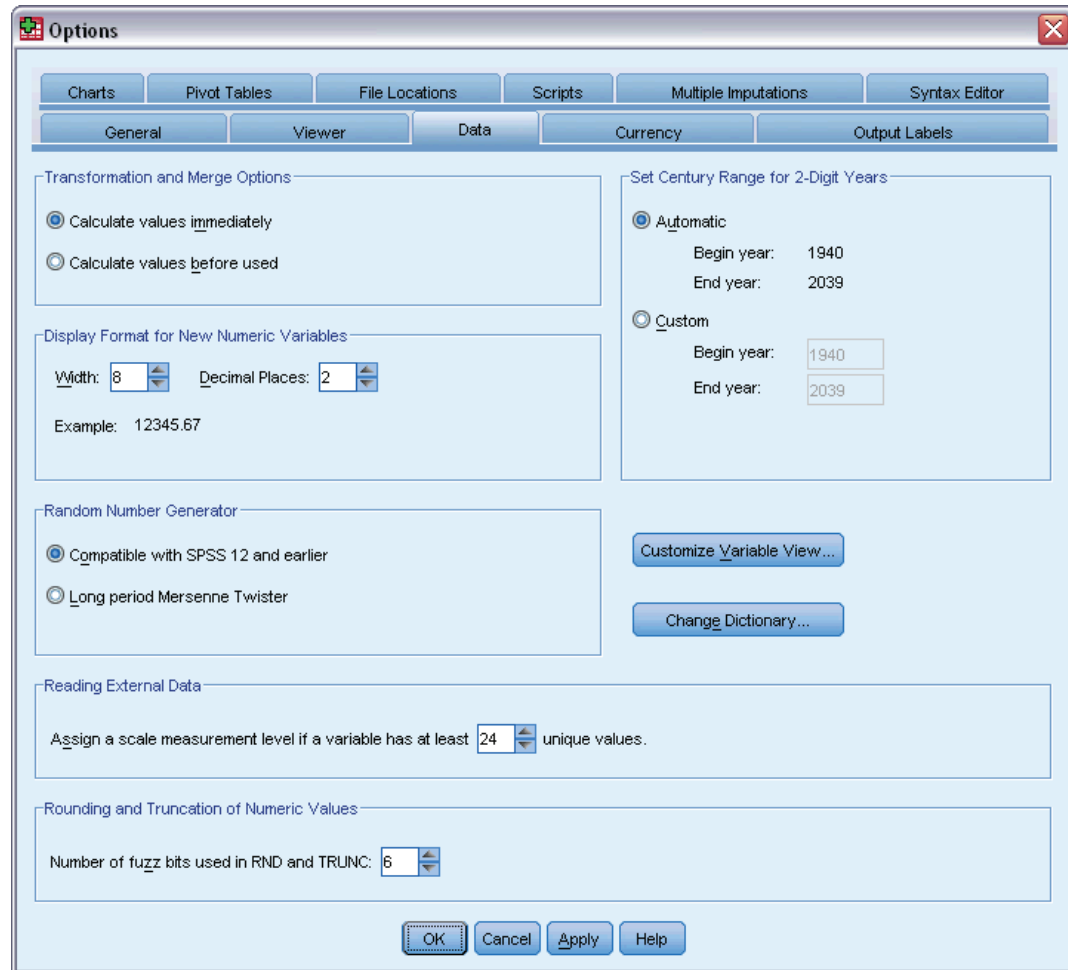 Options
Charts
Pivot Tables
File Locations
Scripts
Multiple Imputations
Syntax Editor
General
Viewer
Data
Currency
Output Labels
Transformation and Merge Options
Calculate values immediately
Calculate values before used
Display Format for New Numeric Variables
Width: 8 Decimal Places: 2
Example: 12345.67
Random Number Generator
Compatible with SPSS 12 and earlier
Long period Mersenne Twister
Set Century Range for 2-Digit Years
Automatic
Begin year: 1940
End year: 2039
Custom
Begin year: 1940
End year: 2039
Customize Variable View...
Change Dictionary...
Reading External Data
Assign a scale measurement level if a variable has at least 24 unique values.
Rounding and Truncation of Numeric Values
Number of fuzz bits used in RND and TRUNC: 6
OK
Cancel
Apply
Help